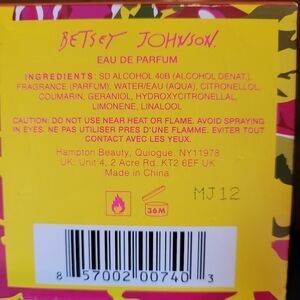 BETSEY JOHNSON.
EAU DE PARFUM
INGREDIENTS: SD ALCOHOL 40B (ALCOHOL DENAT.),
FRAGRANCE (PARFUM), WATER/EAU (AQUA), CITRONELLOL,
COUMARIN, GERANIOL, HYDROXYCITRONELLAL,
LIMONENE, LINALOOL
CAUTION: DO NOT USE NEAR HEAT OR FLAME. AVOID SPRAYING
IN EYES. NE PAS UTILISER PRES D'UNE FLAMME. EVITER TOUT
CONTACT AVEC LES YEUX.
Hampton Beauty, Quiogue, NY11978
UK: Unit 4, 2 Acre Rd. KT2 6EF UK
Made in China
MJ12
36M
8 57002 00740 3